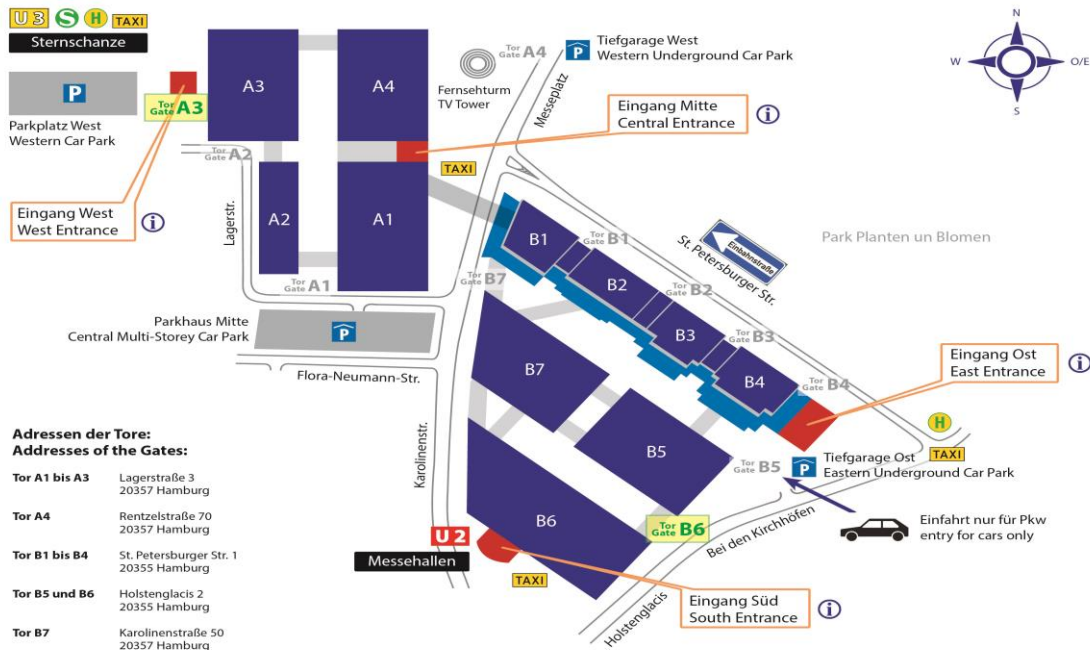 U3 S H TAXI
Sternschanze
P
Parkplatz West
Western Car Park
Tor
Gate A3
Eingang West
West Entrance
i
A3
A4
Tor
Gate A2
A2
A1
Lagerstr.
Tor
Gate A1
Fernsehturm
TV Tower
Tor
Gate A4
P
Tiefgarage West
Western Underground Car Park
Messeplatz
Eingang Mitte
Central Entrance
i
TAXI
N
W
O/E
S
B1
Tor
Gate B1
Einbahnstraße
St. Petersburger Str.
Park Planten un Blomen
Tor
Gate B7
B2
Tor
Gate B2
B3
Tor
Gate B3
B4
Tor
Gate B4
Eingang Ost
East Entrance
i
Parkhaus Mitte
Central Multi-Storey Car Park
P
Flora-Neumann-Str.
B7
B5
H
TAXI
Tor
Gate B5
P
Tiefgarage Ost
Eastern Underground Car Park
Karolinenstr.
B6
Tor
Gate B6
Bei den Kirchhöfen
Einfahrt nur für Pkw
entry for cars only
U2
Messehallen
TAXI
Holstenglacis
Eingang Süd
South Entrance
i
Adressen der Tore:
Addresses of the Gates:
Tor A1 bis A3 Lagerstraße 3
20357 Hamburg
Tor A4 Rentzelstraße 70
20357 Hamburg
Tor B1 bis B4 St. Petersburger Str. 1
20355 Hamburg
Tor B5 und B6 Holstenglacis 2
20355 Hamburg
Tor B7 Karolinenstraße 50
20357 Hamburg